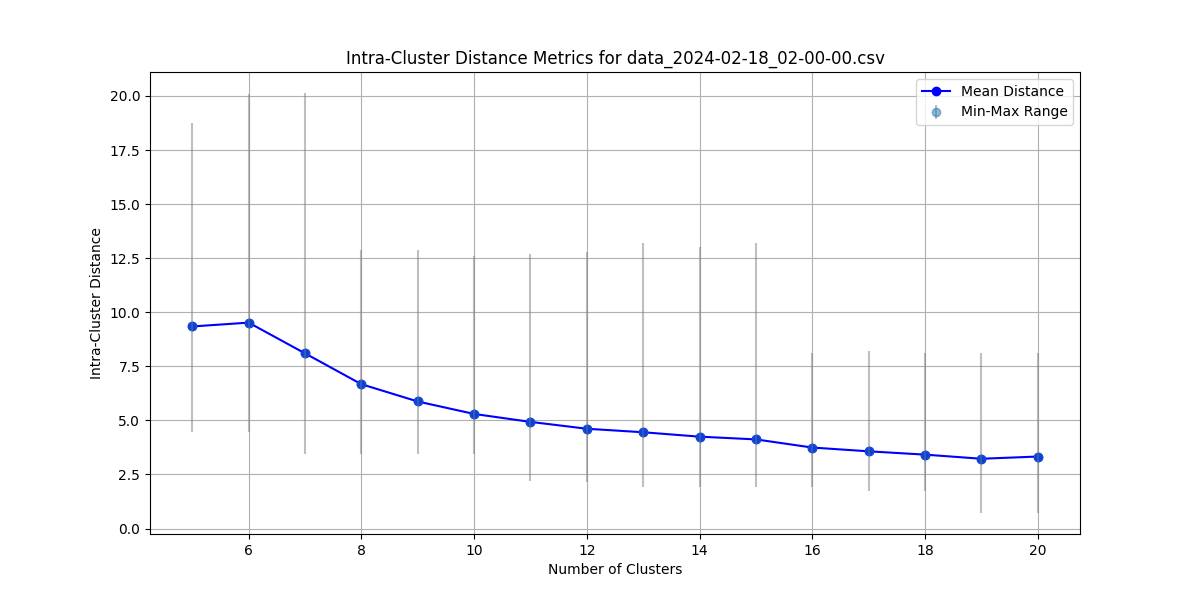 Intra-Cluster Distance Metrics for data_2024-02-18_02-00-00.csv
Mean Distance
Min-Max Range
Intra-Cluster Distance
20.0
17.5
15.0
12.5
10.0
7.5
5.0
2.5
0.0
6 8 10 12 14 16 18 20
Number of Clusters